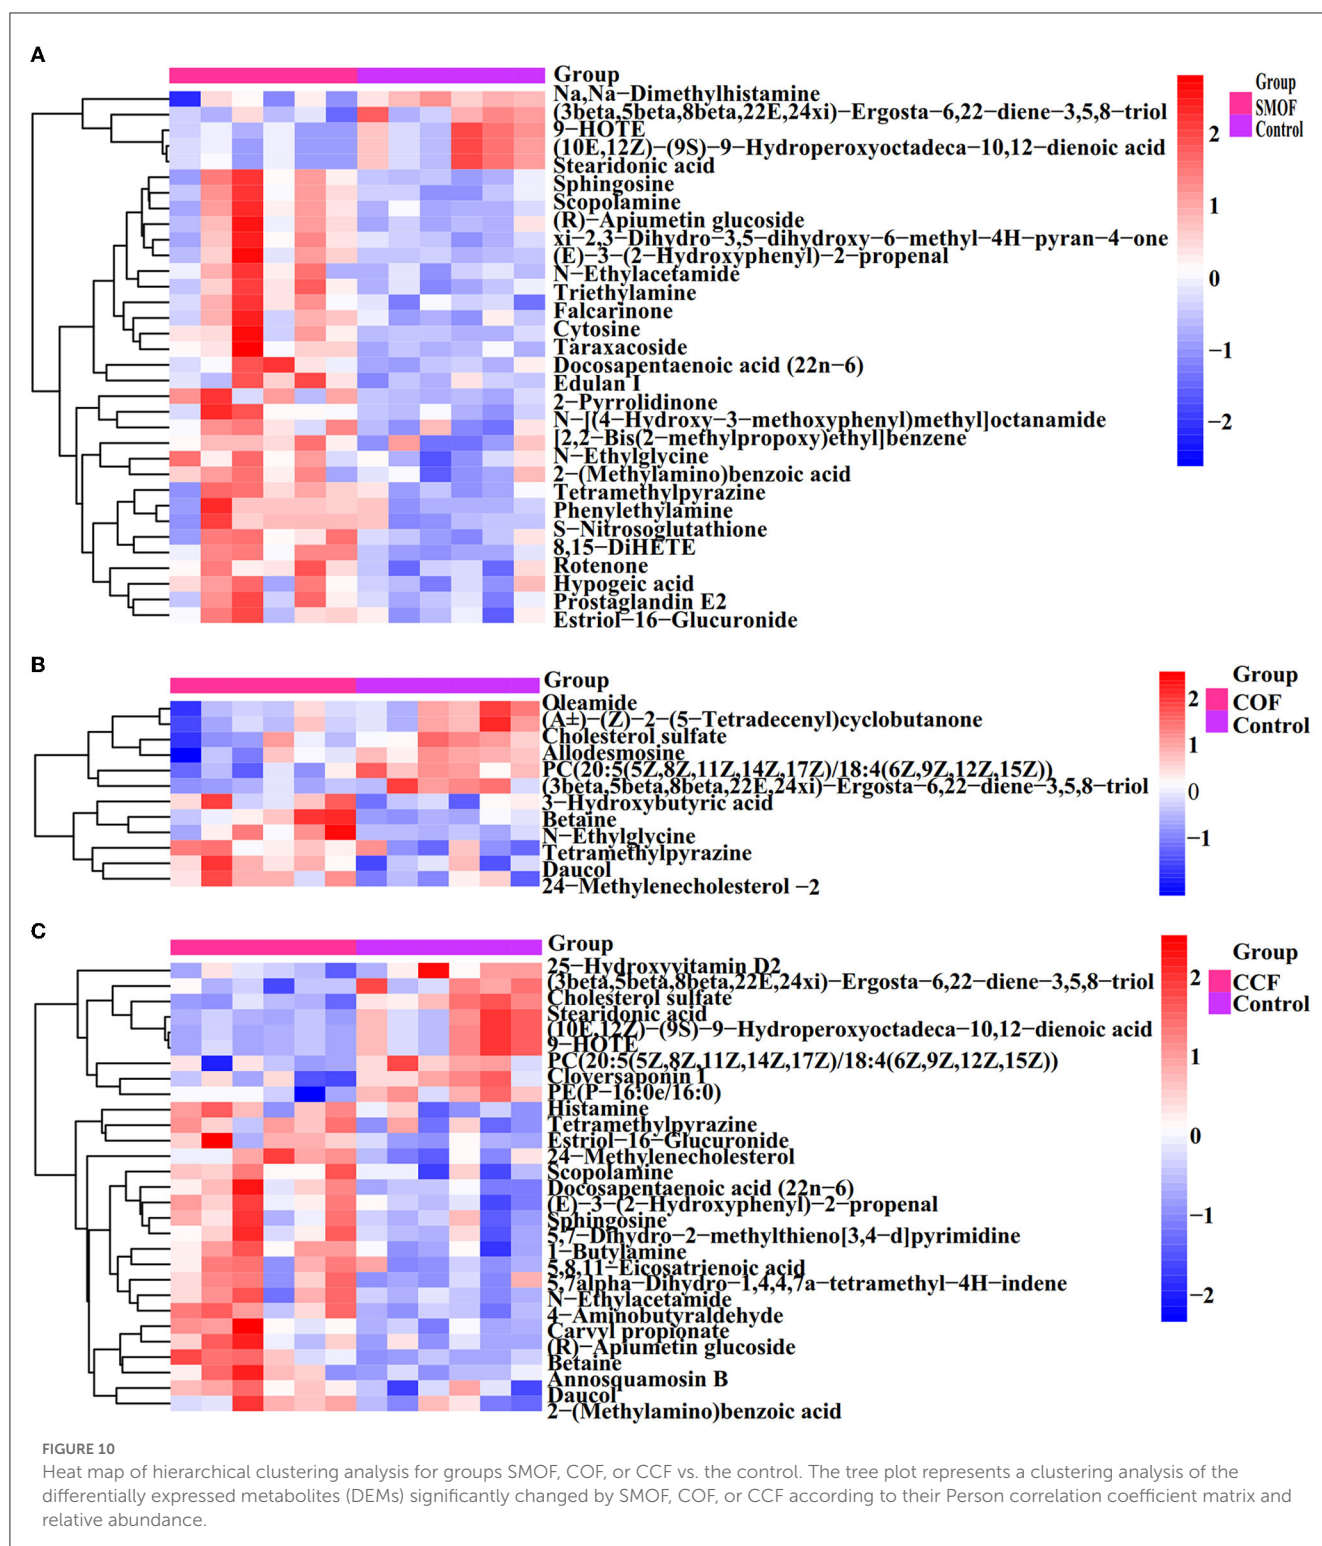 A
Group
Na,Na−Dimethylhistamine
(3beta,5beta,8beta,22E,24xi)−Ergosta−6,22−diene−3,5,8−triol
9−HOTE
(10E,12Z)−(9S)−9−Hydroperoxyoctadeca−10,12−dienoic acid
Stearidonic acid
Sphingosine
Scopolamine
(R)−Apiumetin glucoside
xi−2,3−Dihydro−3,5−dihydroxy−6−methyl−4H−pyran−4−one
(E)−3−(2−Hydroxyphenyl)−2−propenal
N−Ethylacetamide
Triethylamine
Falcarinone
Cytosine
Taraxacoside
Docosapentaenoic acid (22n−6)
Edulan I
2−Pyrrolidinone
N−[(4−Hydroxy−3−methoxyphenyl)methyl]octanamide
[2,2−Bis(2−methylpropoxy)ethyl]benzene
N−Ethylglycine
2−(Methylamino)benzoic acid
Tetramethylpyrazine
Phenylethylamine
S−Nitrosoglutathione
8,15−DiHETE
Rotenone
Hypogeic acid
Prostaglandin E2
Estriol−16−Glucuronide
2
1
0
−1
−2
Group
SMOF
Control
B
Group
Oleamide
(A±)−(Z)−2−(5−Tetradecenyl)cyclobutanone
Cholesterol sulfate
Allodesmosine
PC(20:5(5Z,8Z,11Z,14Z,17Z)/18:4(6Z,9Z,12Z,15Z))
(3beta,5beta,8beta,22E,24xi)−Ergosta−6,22−diene−3,5,8−triol
3−Hydroxybutyric acid
Betaine
N−Ethylglycine
Tetramethylpyrazine
Daucol
24−Methylenecholesterol −2
2
1
0
−1
Group
COF
Control
C
Group
25−Hydroxyvitamin D2
(3beta,5beta,8beta,22E,24xi)−Ergosta−6,22−diene−3,5,8−triol
Cholesterol sulfate
Stearidonic acid
(10E,12Z)−(9S)−9−Hydroperoxyoctadeca−10,12−dienoic acid
9−HOTE
PC(20:5(5Z,8Z,11Z,14Z,17Z)/18:4(6Z,9Z,12Z,15Z))
Cloversaponin I
PE(P−16:0e/16:0)
Histamine
Tetramethylpyrazine
Estriol−16−Glucuronide
24−Methylenecholesterol
Scopolamine
Docosapentaenoic acid (22n−6)
(E)−3−(2−Hydroxyphenyl)−2−propenal
Sphingosine
5,7−Dihydro−2−methylthieno[3,4−d]pyrimidine
1−Butylamine
5,8,11−Eicosatrienoic acid
5,7alpha−Dihydro−1,4,4,7a−tetramethyl−4H−indene
N−Ethylacetamide
4−Aminobutyraldehyde
Carvyl propionate
(R)−Apiumetin glucoside
Betaine
Annosquamosin B
Daucol
2−(Methylamino)benzoic acid
2
1
0
−1
−2
Group
CCF
Control
FIGURE 10
Heat map of hierarchical clustering analysis for groups SMOF, COF, or CCF vs. the control. The tree plot represents a clustering analysis of the
differentially expressed metabolites (DEMs) significantly changed by SMOF, COF, or CCF according to their Person correlation coefficient matrix and
relative abundance.